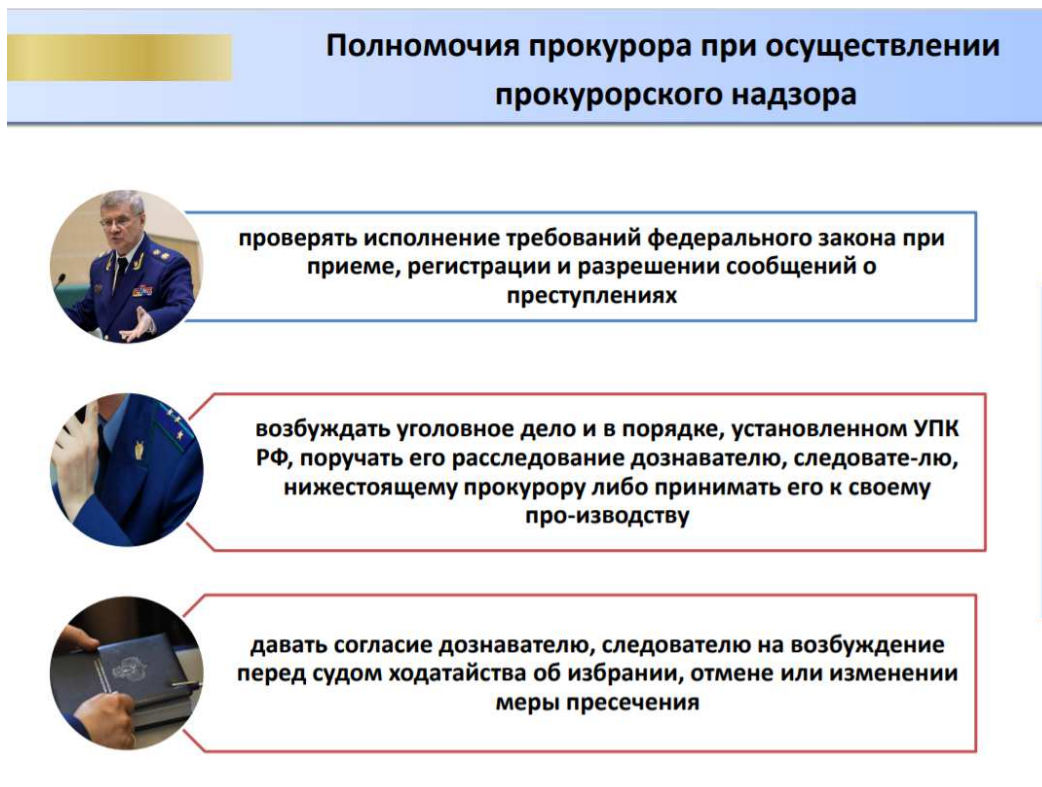 Полномочия прокурора при осуществлении
прокурорского надзора
проверять исполнение требований федерального закона при
приеме, регистрации и разрешении сообщений о
преступлениях
возбуждать уголовное дело и в порядке, установленном УПК
РФ, поручать его расследование дознавателю, следовате-лю,
нижестоящему прокурору либо принимать его к своему
про-изводству
давать согласие дознавателю, следователю на возбуждение
перед судом ходатайства об избрании, отмене или изменении
меры пресечения